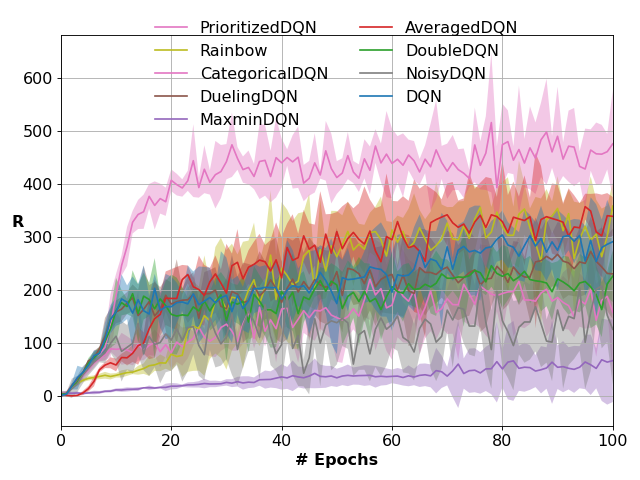 PrioritizedDQN
Rainbow
CategoricalDQN
DuelingDQN
MaxminDQN
AveragedDQN
DoubleDQN
NoisyDQN
DQN
600
500
400
300
200
100
0
R
0 20 40 60 80 100
# Epochs